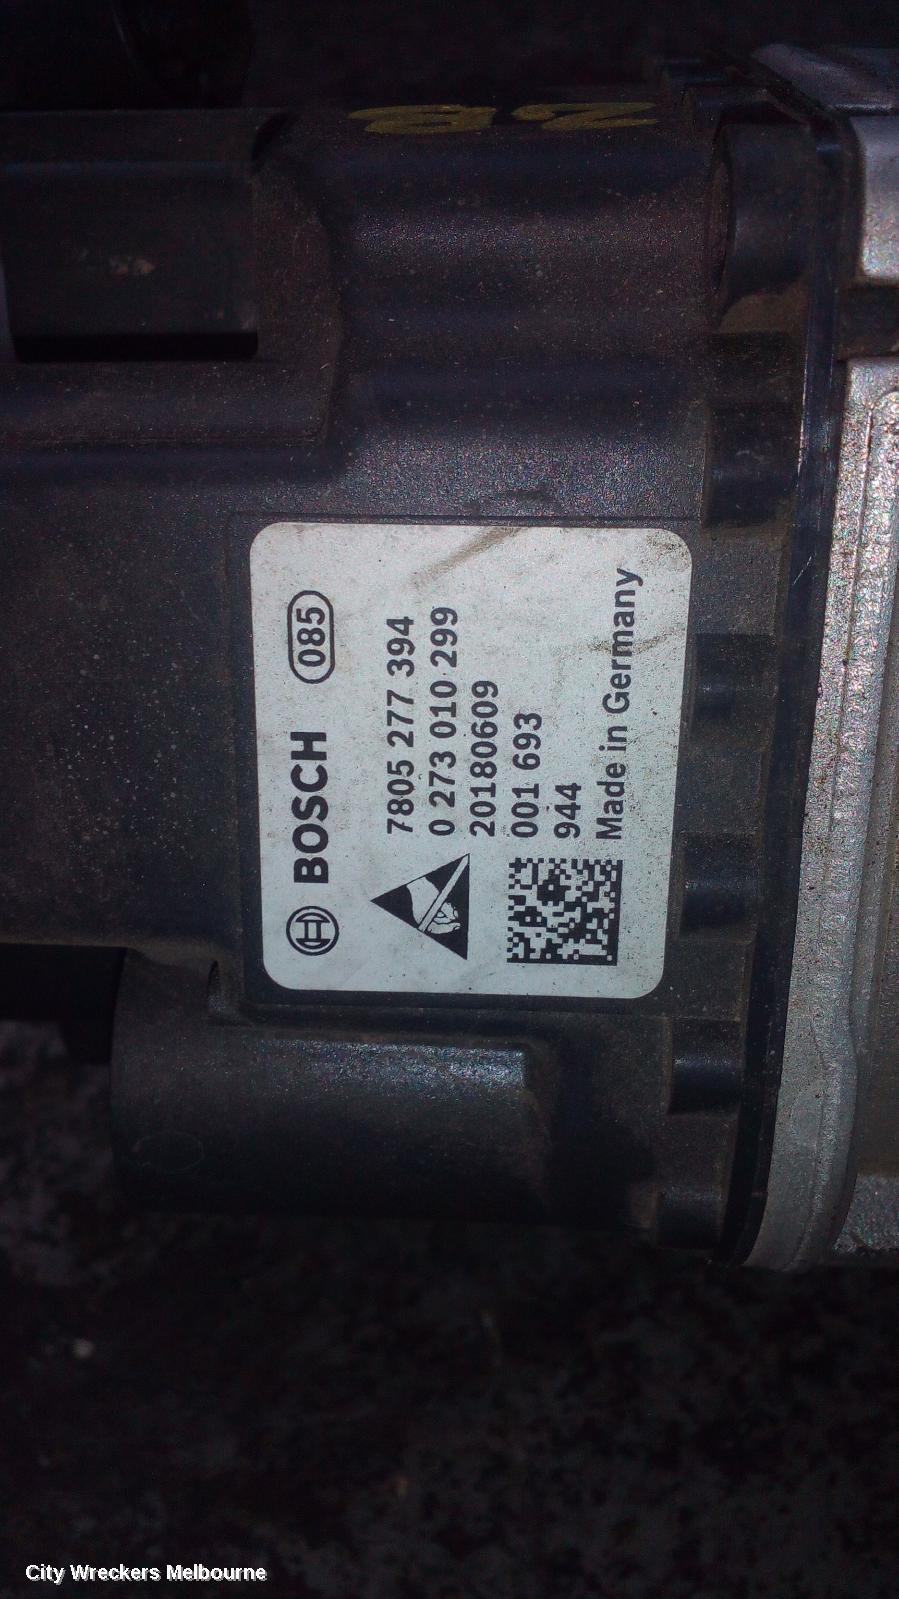 BOSCH 085
7805 277 394
0 273 010 299
20180609
001 693
944
Made in Germany
City Wreckers Melbourne